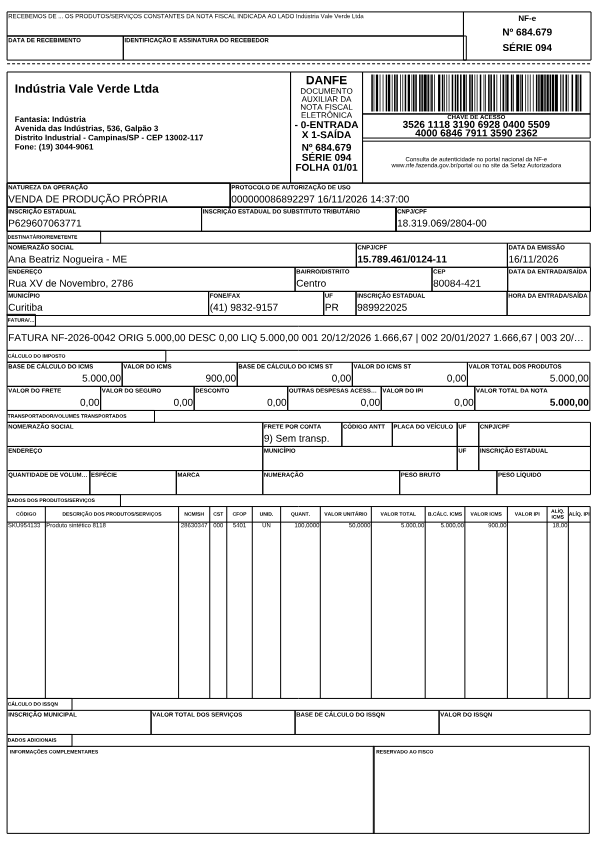 RECEBEMOS DE ... OS PRODUTOS/SERVIÇOS CONSTANTES DA NOTA FISCAL INDICADA AO LADO Indústria Vale Verde Ltda
DATA DE RECEBIMENTO
IDENTIFICAÇÃO E ASSINATURA DO RECEBEDOR
NF-e
Nº 684.679
SÉRIE 094
Indústria Vale Verde Ltda
Fantasia: Indústria
Avenida das Indústrias, 536, Galpão 3
Distrito Industrial - Campinas/SP - CEP 13002-117
Fone: (19) 3044-9061
DANFE
DOCUMENTO
AUXILIAR DA
NOTA FISCAL
ELETRÔNICA
- 0-ENTRADA
X 1-SAÍDA
Nº 684.679
SÉRIE 094
FOLHA 01/01
CHAVE DE ACESSO
3526 1118 3190 6928 0400 5509
4000 6846 7911 3590 2362
Consulta de autenticidade no portal nacional da NF-e
www.nfe.fazenda.gov.br/portal ou no site da Sefaz Autorizadora
NATUREZA DA OPERAÇÃO PROTOCOLO DE AUTORIZAÇÃO DE USO
VENDA DE PRODUÇÃO PRÓPRIA 000000086892297 16/11/2026 14:37:00
INSCRIÇÃO ESTADUAL INSCRIÇÃO ESTADUAL DO SUBSTITUTO TRIBUTÁRIO CNPJ/CPF
P629607063771 18.319.069/2804-00
DESTINATÁRIO/REMETENTE
NOME/RAZÃO SOCIAL CNPJ/CPF DATA DA EMISSÃO
Ana Beatriz Nogueira - ME 15.789.461/0124-11 16/11/2026
ENDEREÇO BAIRRO/DISTRITO CEP DATA DA ENTRADA/SAÍDA
Rua XV de Novembro, 2786 Centro 80084-421
MUNICÍPIO FONE/FAX UF INSCRIÇÃO ESTADUAL HORA DA ENTRADA/SAÍDA
Curitiba (41) 9832-9157 PR 989922025
FATURA/...
FATURA NF-2026-0042 ORIG 5.000,00 DESC 0,00 LIQ 5.000,00 001 20/12/2026 1.666,67 | 002 20/01/2027 1.666,67 | 003 20/...
CÁLCULO DO IMPOSTO
BASE DE CÁLCULO DO ICMS VALOR DO ICMS BASE DE CÁLCULO DO ICMS ST VALOR DO ICMS ST VALOR TOTAL DOS PRODUTOS
5.000,00 900,00 0,00 0,00 5.000,00
VALOR DO FRETE VALOR DO SEGURO DESCONTO OUTRAS DESPESAS ACESS... VALOR DO IPI VALOR TOTAL DA NOTA
0,00 0,00 0,00 0,00 0,00 5.000,00
TRANSPORTADOR/VOLUMES TRANSPORTADOS
NOME/RAZÃO SOCIAL FRETE POR CONTA CÓDIGO ANTT PLACA DO VEÍCULO UF CNPJ/CPF
9) Sem transp.
ENDEREÇO MUNICÍPIO UF INSCRIÇÃO ESTADUAL
QUANTIDADE DE VOLUM... ESPÉCIE MARCA NUMERAÇÃO PESO BRUTO PESO LÍQUIDO
DADOS DOS PRODUTOS/SERVIÇOS
CÓDIGO DESCRIÇÃO DOS PRODUTOS/SERVIÇOS NCM/SH CST CFOP UNID. QUANT. VALOR UNITÁRIO VALOR TOTAL B.CÁLC. ICMS VALOR ICMS VALOR IPI ALÍQ. ICMS ALÍQ. IPI
SKU954133 Produto sintético 8118 28630347 000 5401 UN 100,0000 50,0000 5.000,00 5.000,00 900,00 18,00
CÁLCULO DO ISSQN
INSCRIÇÃO MUNICIPAL VALOR TOTAL DOS SERVIÇOS BASE DE CÁLCULO DO ISSQN VALOR DO ISSQN
DADOS ADICIONAIS
INFORMAÇÕES COMPLEMENTARES RESERVADO AO FISCO